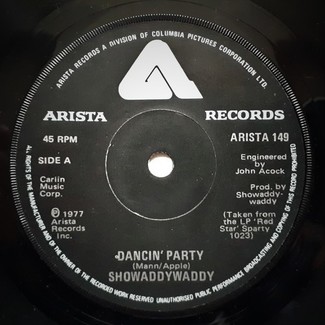 ARISTA RECORDS A DIVISION OF COLUMBIA PICTURES CORPORATION LTD.
ARISTA RECORDS
45 RPM
ARISTA 149
SIDE A
Engineered
by
John Acock
Carlin
Music
Corp.
Prod. by
Showaddy-
waddy
℗ 1977
Arista
Records
Inc.
(Taken from
the LP 'Red
Star' Sparty
1023)
DANCIN' PARTY
(Mann/Apple)
SHOWADDYWADDY
ALL RIGHTS OF THE MANUFACTURER AND OF THE OWNER OF THE RECORDED WORK RESERVED UNAUTHORISED PUBLIC PERFORMANCE BROADCASTING AND COPYING OF THIS RECORD PROHIBITED